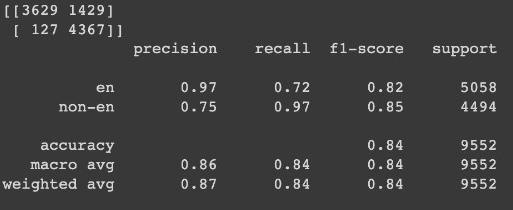 [[3629 1429]
[ 127 4367]]
precision recall f1-score support
en 0.97 0.72 0.82 5058
non-en 0.75 0.97 0.85 4494
accuracy 0.84 9552
macro avg 0.86 0.84 0.84 9552
weighted avg 0.87 0.84 0.84 9552